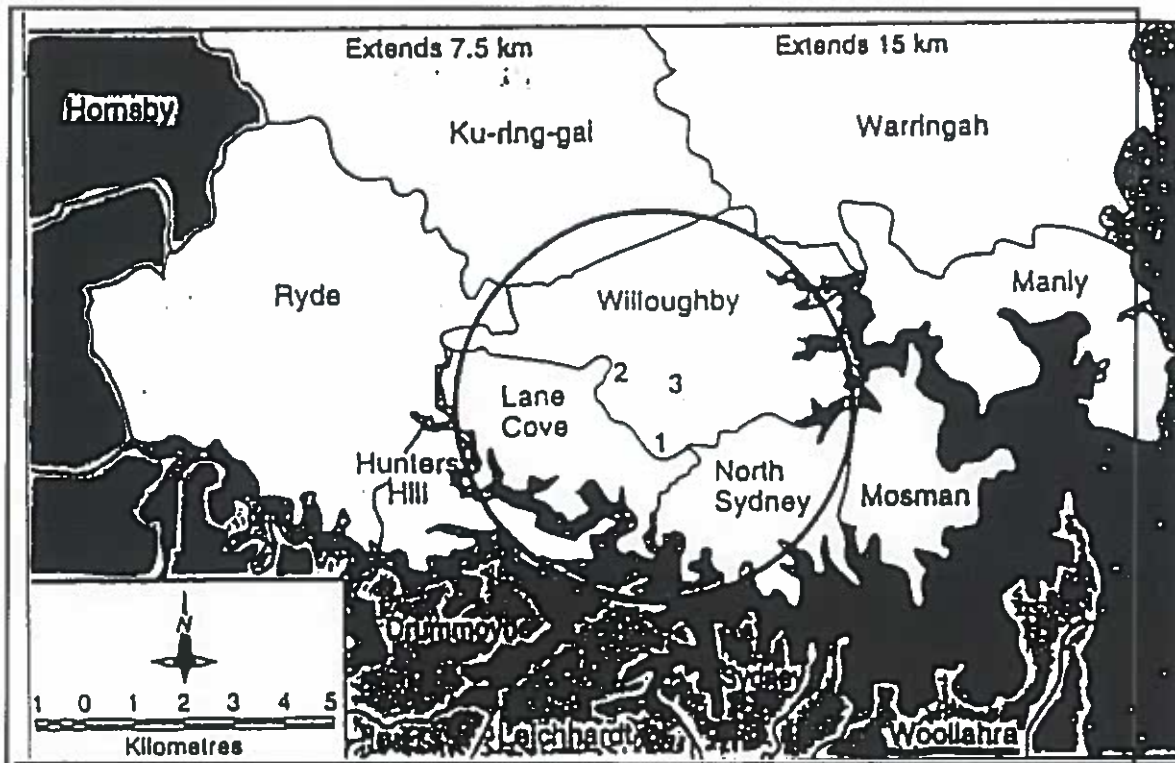 Extends 7.5 km
Extends 15 km
Hornsby
Ku-ring-gai
Warringah
Ryde
Willoughby
Manly
2
3
Lane
Cove
1
Hunters
Hill
North
Sydney
Mosman
N
Sydney
1 0 1 2 3 4 5
Kilometres
Leichhardt
Woollahra